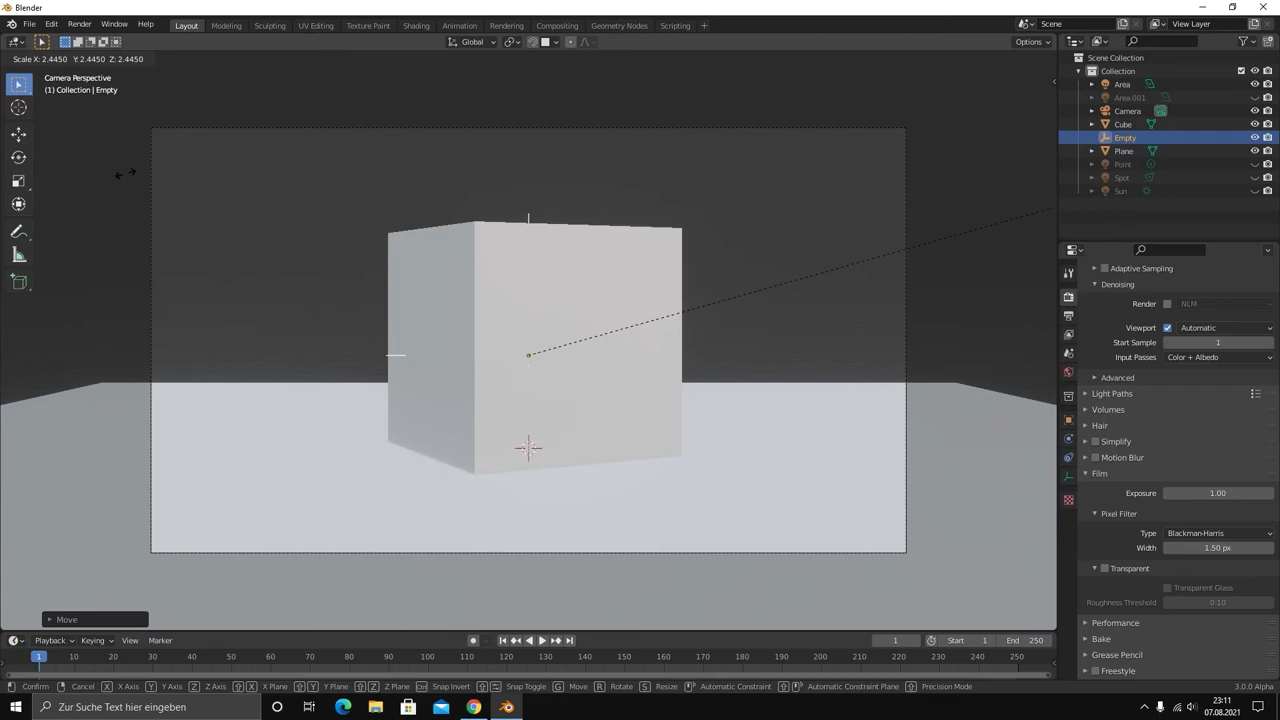 Blender
File Edit Render Window Help
Layout Modeling Sculpting UV Editing Texture Paint Shading Animation Rendering Compositing Geometry Nodes Scripting +
Scene View Layer
Global
Options
Scale X: 2.4450 Y: 2.4450 Z: 2.4450
Camera Perspective
(1) Collection | Empty
Scene Collection
Collection
Area
Area.001
Camera
Cube
Empty
Plane
Point
Spot
Sun
Adaptive Sampling
Denoising
Render NLM
Viewport Automatic
Start Sample 1
Input Passes Color + Albedo
Advanced
Light Paths
Volumes
Hair
Simplify
Motion Blur
Film
Exposure 1.00
Pixel Filter
Type Blackman-Harris
Width 1.50 px
Transparent
Transparent Glass
Roughness Threshold 0.10
Performance
Bake
Grease Pencil
Freestyle
Move
Playback Keying View Marker
1 Start 1 End 250
1 10 20 30 40 50 60 70 80 90 100 110 120 130 140 150 160 170 180 190 200 210 220 230 240 250
Confirm Cancel X X Axis Y Y Axis Z Z Axis X X Plane Y Y Plane Z Z Plane Ctrl Snap Invert Snap Toggle G Move R Rotate S Resize Automatic Constraint Automatic Constraint Plane Precision Mode
3.0.0 Alpha
Zur Suche Text hier eingeben
23:11
07.08.2021